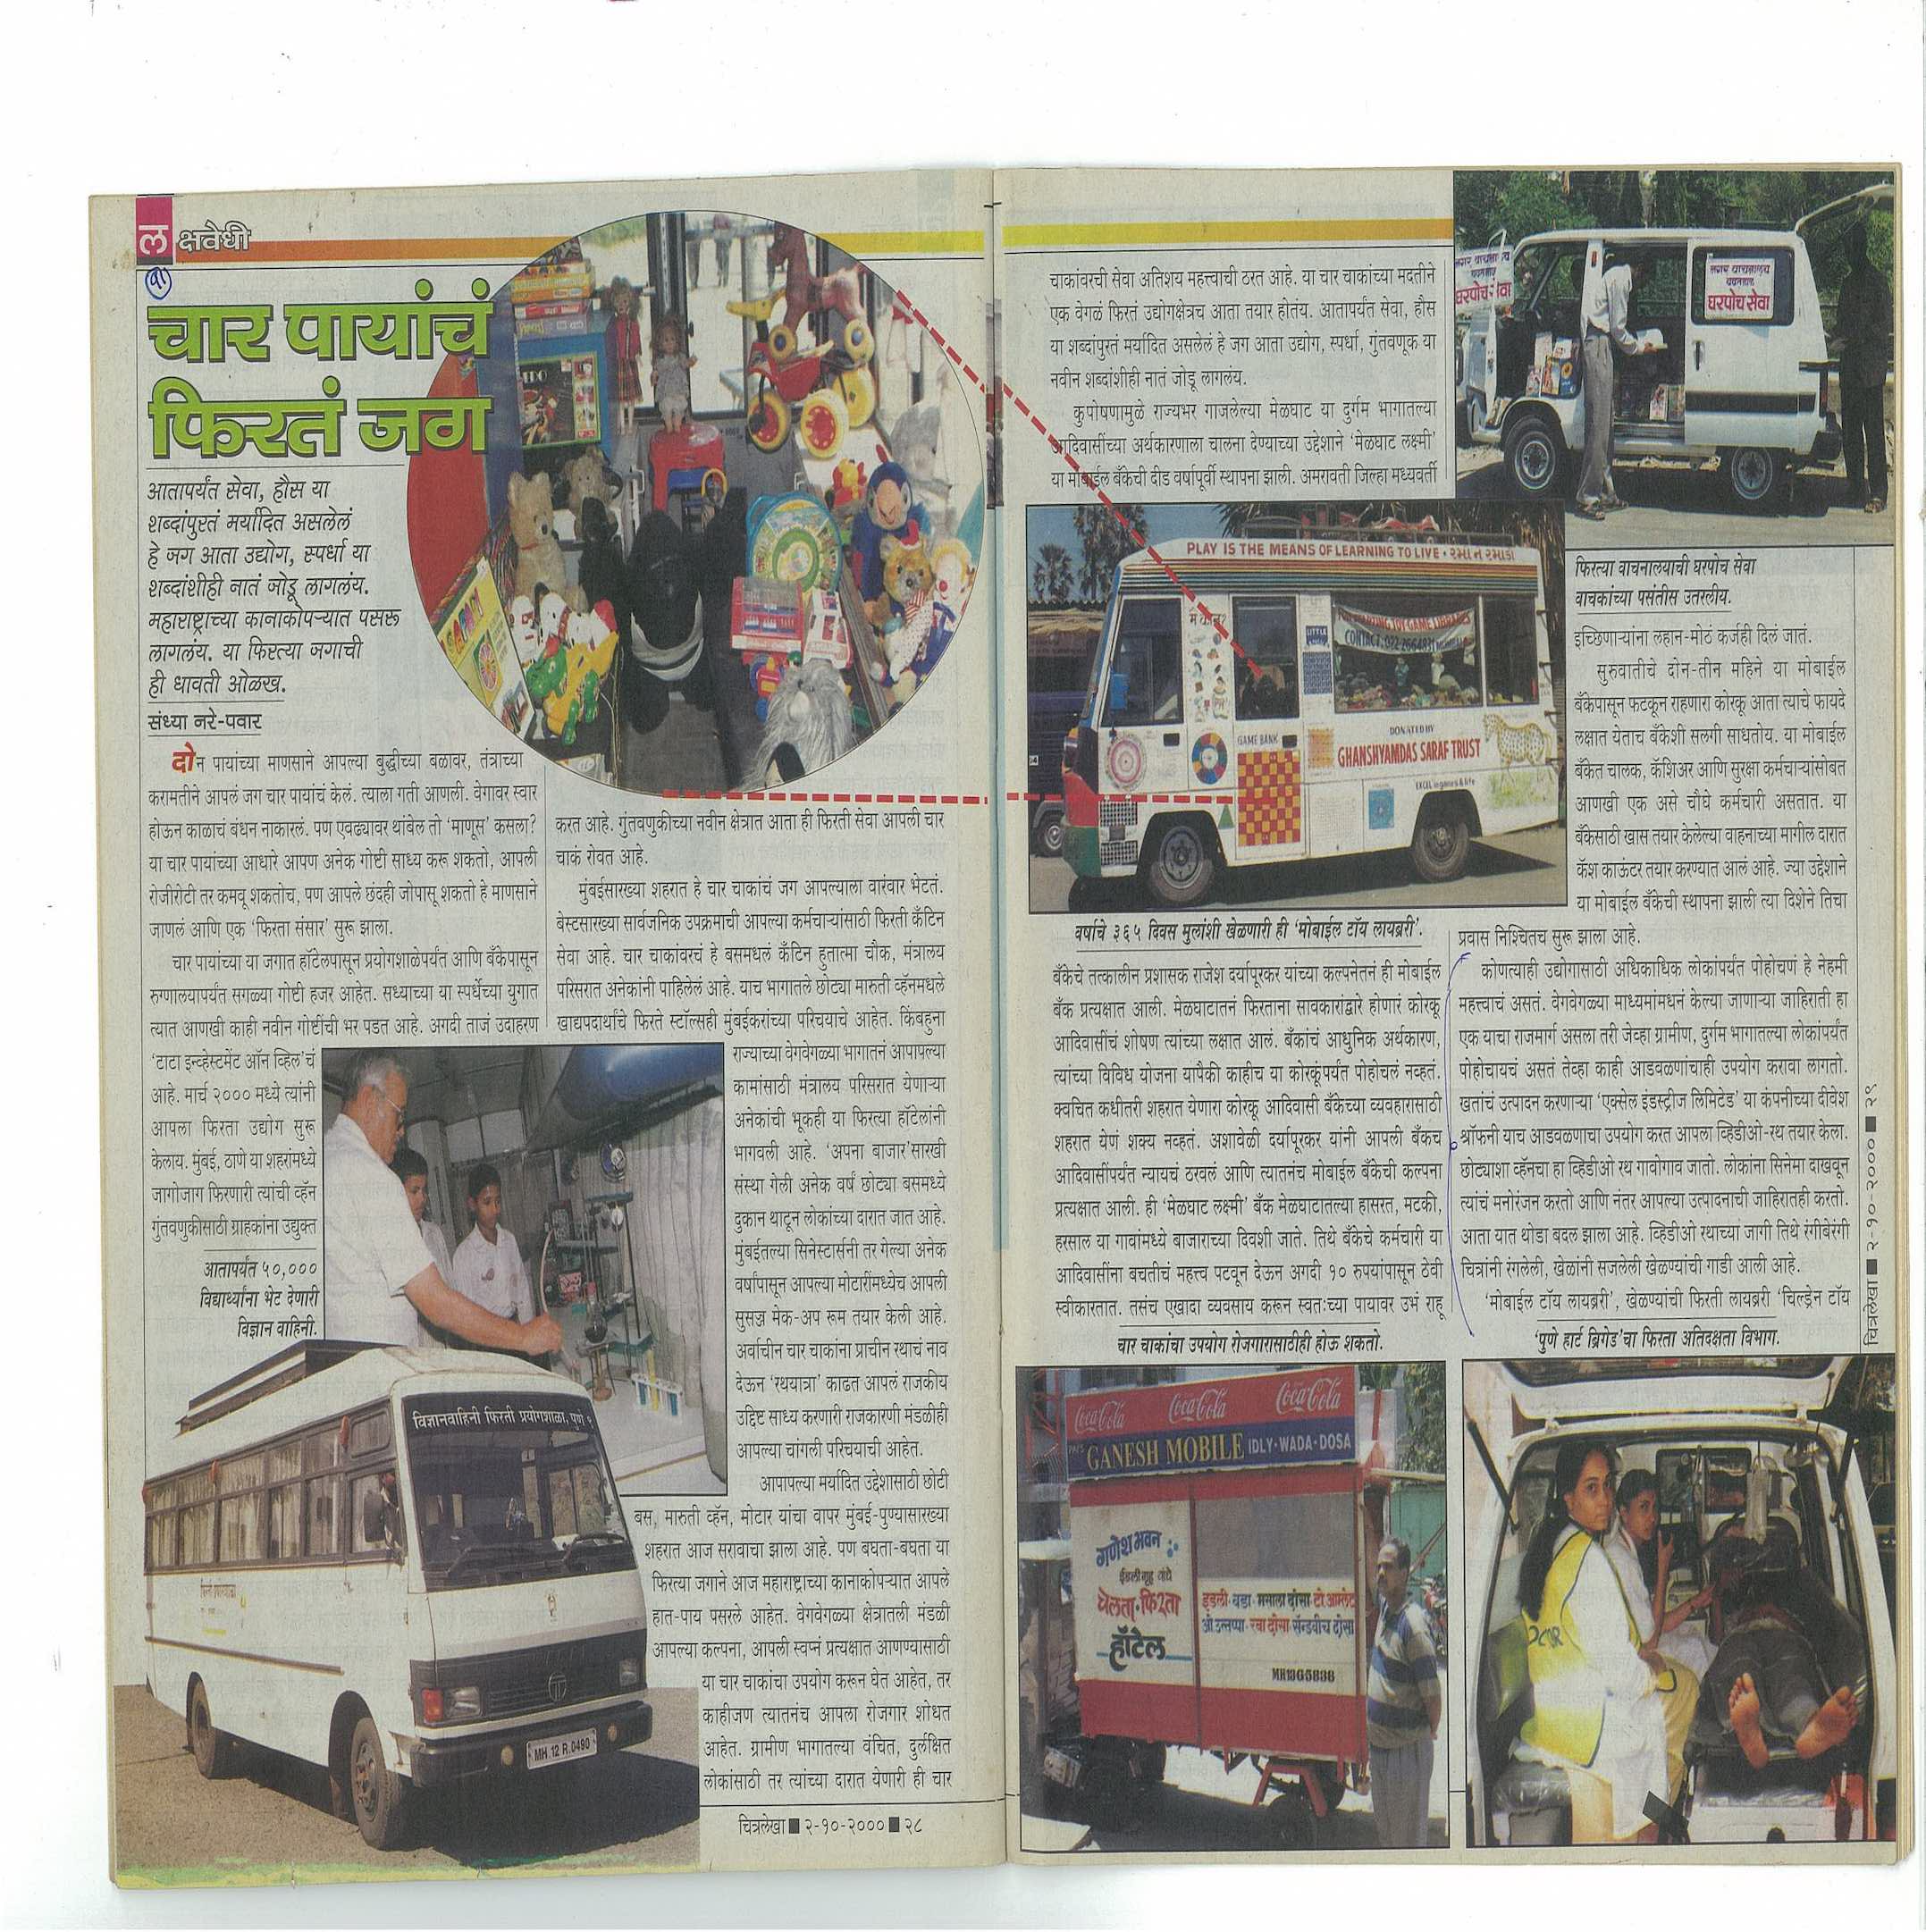 लक्षवेधी
चार पायांचं
फिरतं जग
आतापर्यंत सेवा, हौस या
शब्दांपुरतं मर्यादित असलेलं
हे जग आता उद्योग, स्पर्धा या
शब्दांशीही नातं जोडू लागलंय.
महाराष्ट्राच्या कानाकोपऱ्यात पसरू
लागलंय. या फिरत्या जगाची
ही धावती ओळख.
संध्या नरे-पवार
दोन पायांच्या माणसाने आपल्या बुद्धीच्या बळावर, तंत्राच्या
करामतीने आपलं जग चार पायांचं केलं. त्याला गती आणली. वेगावर स्वार
होऊन काळाचं बंधन नाकारलं. पण एवढ्यावर थांबेल तो 'माणूस' कसला?
या चार पायांच्या आधारे आपण अनेक गोष्टी साध्य करू शकतो, आपली
रोजीरोटी तर कमवू शकतोच, पण आपले छंदही जोपासू शकतो हे माणसाने
जाणलं आणि एक 'फिरता संसार' सुरू झाला.
चार पायांच्या या जगात हॉटेलपासून प्रयोगशाळेपर्यंत आणि बँकेपासून
रुग्णालयापर्यंत सगळ्या गोष्टी हजर आहेत. सध्याच्या या स्पर्धेच्या युगात
त्यात आणखी काही नवीन गोष्टींची भर पडत आहे. अगदी ताजं उदाहरण
'टाटा इन्व्हेस्टमेंट ऑन व्हिल'चं
आहे. मार्च २००० मध्ये त्यांनी
आपला फिरता उद्योग सुरू
केलाय. मुंबई, ठाणे या शहरांमध्ये
जागोजाग फिरणारी त्यांची व्हॅन
गुंतवणुकीसाठी ग्राहकांना उद्युक्त
आतापर्यंत ५०,०००
विद्यार्थ्यांना भेट देणारी
विज्ञान वाहिनी.
विज्ञानवाहिनी फिरती प्रयोगशाळा, पुणे
MH 12 R.0490
करत आहे. गुंतवणुकीच्या नवीन क्षेत्रात आता ही फिरती सेवा आपली चार
चाकं रोवत आहे.
मुंबईसारख्या शहरात हे चार चाकांचं जग आपल्याला वारंवार भेटतं.
बेस्टसारख्या सार्वजनिक उपक्रमाची आपल्या कर्मचाऱ्यांसाठी फिरती कँटिन
सेवा आहे. चार चाकांवरचं हे बसमधलं कँटिन हुतात्मा चौक, मंत्रालय
परिसरात अनेकांनी पाहिलेलं आहे. याच भागातले छोट्या मारुती व्हॅनमधले
खाद्यपदार्थांचे फिरते स्टॉल्सही मुंबईकरांच्या परिचयाचे आहेत. किंबहुना
राज्याच्या वेगवेगळ्या भागातनं आपापल्या
कामांसाठी मंत्रालय परिसरात येणाऱ्या
अनेकांची भूकही या फिरत्या हॉटेलांनी
भागवली आहे. 'अपना बाजार'सारखी
संस्था गेली अनेक वर्षं छोट्या बसमध्ये
दुकान थाटून लोकांच्या दारात जात आहे.
मुंबईतल्या सिनेस्टार्सनी तर गेल्या अनेक
वर्षांपासून आपल्या मोटारींमध्येच आपली
सुसज्ज मेक-अप रूम तयार केली आहे.
अर्वाचीन चार चाकांना प्राचीन रथाचं नाव
देऊन 'रथयात्रा' काढत आपलं राजकीय
उद्दिष्ट साध्य करणारी राजकारणी मंडळीही
आपल्या चांगली परिचयाची आहेत.
आपापल्या मर्यादित उद्देशासाठी छोटी
बस, मारुती व्हॅन, मोटार यांचा वापर मुंबई-पुण्यासारख्या
शहरात आज सरावाचा झाला आहे. पण बघता-बघता या
फिरत्या जगाने आज महाराष्ट्राच्या कानाकोपऱ्यात आपले
हात-पाय पसरले आहेत. वेगवेगळ्या क्षेत्रातली मंडळी
आपल्या कल्पना, आपली स्वप्नं प्रत्यक्षात आणण्यासाठी
या चार चाकांचा उपयोग करून घेत आहेत, तर
काहीजण त्यातनंच आपला रोजगार शोधत
आहेत. ग्रामीण भागातल्या वंचित, दुर्लक्षित
लोकांसाठी तर त्यांच्या दारात येणारी ही चार
चित्रलेखा ■ २-१०-२००० ■ २८
चाकांवरची सेवा अतिशय महत्त्वाची ठरत आहे. या चार चाकांच्या मदतीने
एक वेगळं फिरतं उद्योगक्षेत्रच आता तयार होतंय. आतापर्यंत सेवा, हौस
या शब्दांपुरतं मर्यादित असलेलं हे जग आता उद्योग, स्पर्धा, गुंतवणूक या
नवीन शब्दांशीही नातं जोडू लागलंय.
कुपोषणामुळे राज्यभर गाजलेल्या मेळघाट या दुर्गम भागातल्या
आदिवासींच्या अर्थकारणाला चालना देण्याच्या उद्देशाने 'मेळघाट लक्ष्मी'
या मोबाईल बँकेची दीड वर्षापूर्वी स्थापना झाली. अमरावती जिल्हा मध्यवर्ती
नगर वाचनालय
घरपोच सेवा
नगर वाचनालय
घरपोच सेवा
PLAY IS THE MEANS OF LEARNING TO LIVE • રમાન રમાડો
CONTACT.
LITTLE
GAME BANK
DONATED BY
GHANSHYAMDAS SARAF TRUST
EXCEL in games & life
वर्षाचे ३६५ दिवस मुलांशी खेळणारी ही 'मोबाईल टॉय लायब्ररी'.
बँकेचे तत्कालीन प्रशासक राजेश दर्यापूरकर यांच्या कल्पनेतनं ही मोबाईल
बँक प्रत्यक्षात आली. मेळघाटातनं फिरताना सावकारांद्वारे होणारं कोरकू
आदिवासींचं शोषण त्यांच्या लक्षात आलं. बँकांचं आधुनिक अर्थकारण,
त्यांच्या विविध योजना यापैकी काहीच या कोरकूंपर्यंत पोहोचलं नव्हतं.
क्वचित कधीतरी शहरात येणारा कोरकू आदिवासी बँकेच्या व्यवहारासाठी
शहरात येणं शक्य नव्हतं. अशावेळी दर्यापूरकर यांनी आपली बँकच
आदिवासींपर्यंत न्यायचं ठरवलं आणि त्यातनंच मोबाईल बँकेची कल्पना
प्रत्यक्षात आली. ही 'मेळघाट लक्ष्मी' बँक मेळघाटातल्या हासरत, मटकी,
हरसाल या गावांमध्ये बाजाराच्या दिवशी जाते. तिथे बँकेचे कर्मचारी या
आदिवासींना बचतीचं महत्त्व पटवून देऊन अगदी १० रुपयांपासून ठेवी
स्वीकारतात. तसंच एखादा व्यवसाय करून स्वतःच्या पायावर उभं राहू
चार चाकांचा उपयोग रोजगारासाठीही होऊ शकतो.
Coca-Cola Coca-Cola Coca-Cola
GANESH MOBILE IDLY-WADA-DOSA
गणेश भवन
चलता-फिरता
हॉटेल
इडली-वडा-मसाला दोसा-टो.आमलेट
MH13G5836
फिरत्या वाचनालयाची घरपोच सेवा
वाचकांच्या पसंतीस उतरलीय.
इच्छिणाऱ्यांना लहान-मोठं कर्जही दिलं जातं.
सुरुवातीचे दोन-तीन महिने या मोबाईल
बँकेपासून फटकून राहणारा कोरकू आता त्याचे फायदे
लक्षात येताच बँकेशी सलगी साधतोय. या मोबाईल
बँकेत चालक, कॅशिअर आणि सुरक्षा कर्मचाऱ्यांसोबत
आणखी एक असे चौघे कर्मचारी असतात. या
बँकेसाठी खास तयार केलेल्या वाहनाच्या मागील दारात
कॅश काऊंटर तयार करण्यात आलं आहे. ज्या उद्देशाने
या मोबाईल बँकेची स्थापना झाली त्या दिशेने तिचा
प्रवास निश्चितच सुरू झाला आहे.
कोणत्याही उद्योगासाठी अधिकाधिक लोकांपर्यंत पोहोचणं हे नेहमी
महत्त्वाचं असतं. वेगवेगळ्या माध्यमांमधनं केल्या जाणाऱ्या जाहिराती हा
एक याचा राजमार्ग असला तरी जेव्हा ग्रामीण, दुर्गम भागातल्या लोकांपर्यंत
पोहोचायचं असतं तेव्हा काही आडवळणांचाही उपयोग करावा लागतो.
खतांचं उत्पादन करणाऱ्या 'एक्सेल इंडस्ट्रीज लिमिटेड' या कंपनीच्या दीवेश
श्रॉफनी याच आडवळणाचा उपयोग करत आपला व्हिडीओ-रथ तयार केला.
छोट्याशा व्हॅनचा हा व्हिडीओ रथ गावोगाव जातो. लोकांना सिनेमा दाखवून
त्यांचं मनोरंजन करतो आणि नंतर आपल्या उत्पादनाची जाहिरातही करतो.
आता यात थोडा बदल झाला आहे. व्हिडीओ रथाच्या जागी तिथे रंगीबेरंगी
चित्रांनी रंगलेली, खेळांनी सजलेली खेळण्यांची गाडी आली आहे.
'मोबाईल टॉय लायब्ररी', खेळण्यांची फिरती लायब्ररी 'चिल्ड्रेन टॉय
'पुणे हार्ट ब्रिगेड'चा फिरता अतिदक्षता विभाग.
चित्रलेखा ■ २-१०-२००० ■ २९